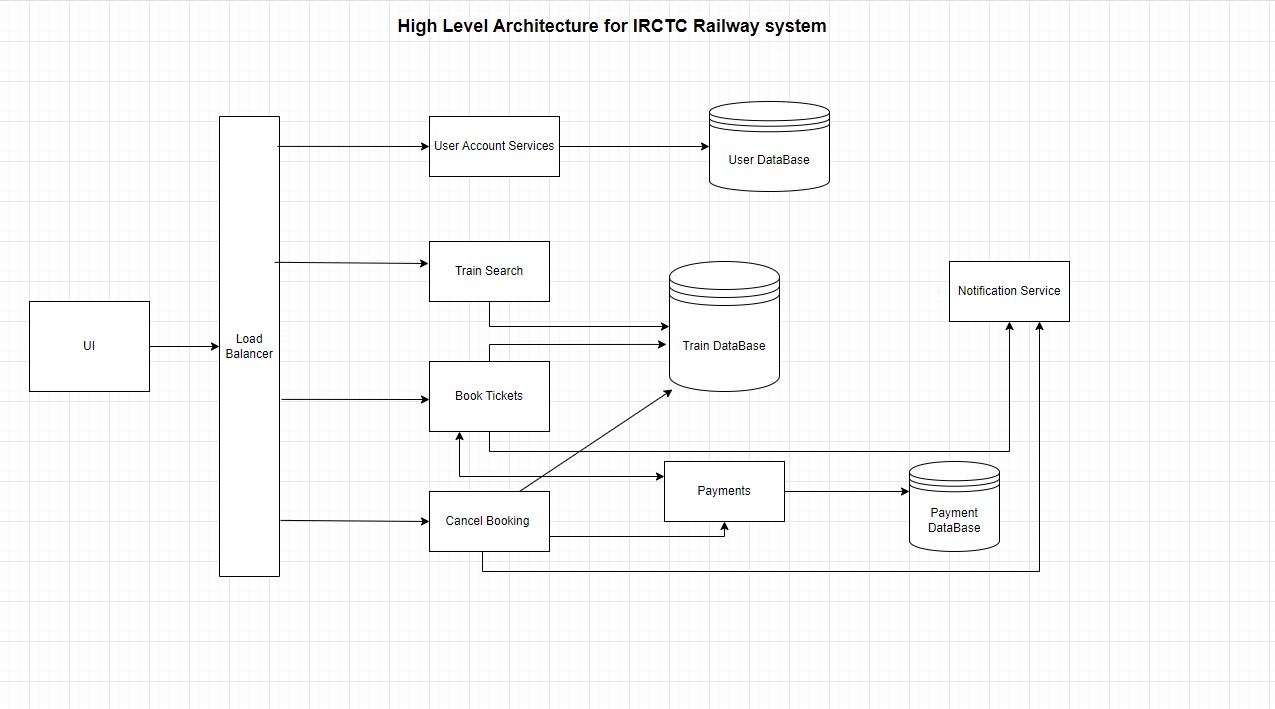 High Level Architecture for IRCTC Railway system
User Account Services
User DataBase
Train Search
Notification Service
UI
Load
Balancer
Train DataBase
Book Tickets
Payments
Payment
DataBase
Cancel Booking